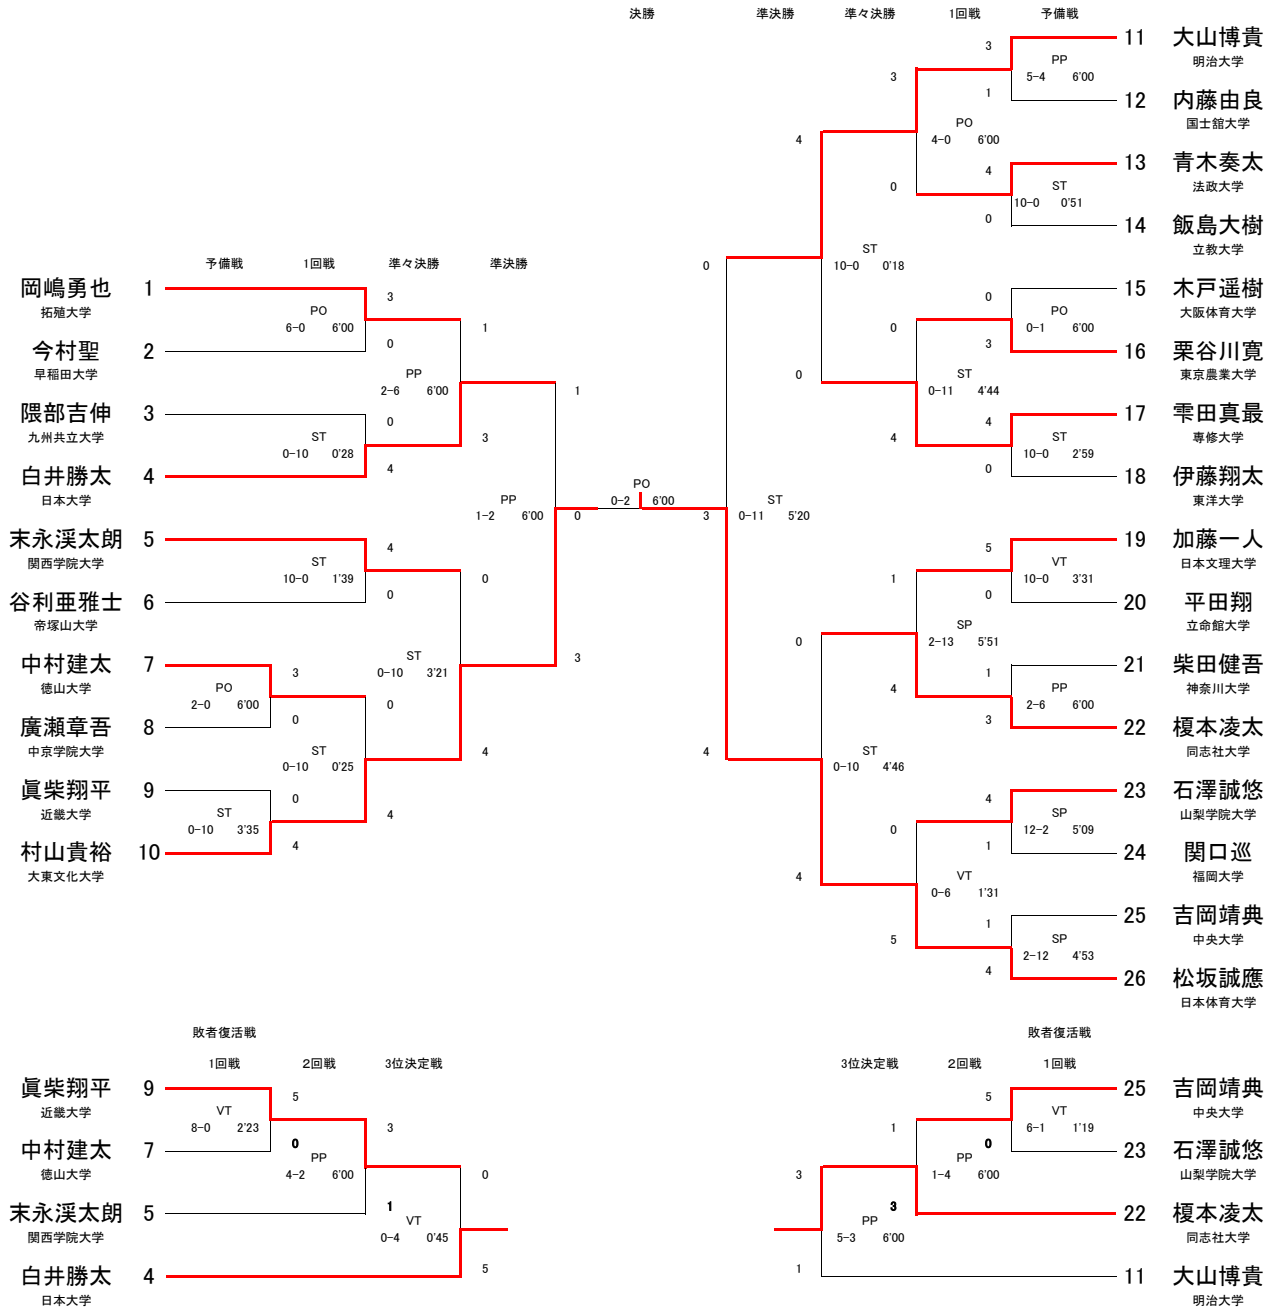 決勝 準決勝 準々決勝 1回戦 予備戦
3 11 大山博貴
明治大学
PP
5-4 6'00
3
1 12 内藤由良
国士舘大学
PO
4-0 6'00
4
4 13 青木奏太
法政大学
ST
10-0 0'51
0
0 14 飯島大樹
立教大学
ST
10-0 0'18
0
0 15 木戸遥樹
大阪体育大学
PO
0-1 6'00
0
3 16 栗谷川寛
東京農業大学
ST
0-11 4'44
0
4 17 雫田真最
専修大学
ST
10-0 2'59
4
0 18 伊藤翔太
東洋大学
ST
0-11 5'20
5 19 加藤一人
日本文理大学
VT
10-0 3'31
1
0 20 平田翔
立命館大学
SP
2-13 5'51
0
1 21 柴田健吾
神奈川大学
PP
2-6 6'00
4
3 22 榎本凌太
同志社大学
ST
0-10 4'46
4
4 23 石澤誠悠
山梨学院大学
SP
12-2 5'09
0
1 24 関口巡
福岡大学
VT
0-6 1'31
4
1 25 吉岡靖典
中央大学
SP
2-12 4'53
5
4 26 松坂誠應
日本体育大学
予備戦 1回戦 準々決勝 準決勝
岡嶋勇也 1
拓殖大学
3
PO
6-0 6'00
1
0
今村聖 2
早稲田大学
PP
2-6 6'00
1
隈部吉伸 3
九州共立大学
0
ST
0-10 0'28
3
4
白井勝太 4
日本大学
PP
1-2 6'00
0
PO
0-2 6'00
3
末永渓太朗 5
関西学院大学
4
ST
10-0 1'39
0
0
谷利亜雅士 6
帝塚山大学
ST
0-10 3'21
3
中村建太 7
徳山大学
3
PO
2-0 6'00
0
0
廣瀬章吾 8
中京学院大学
ST
0-10 0'25
4
眞柴翔平 9
近畿大学
0
ST
0-10 3'35
4
4
村山貴裕 10
大東文化大学
敗者復活戦
1回戦 2回戦 3位決定戦
眞柴翔平 9
近畿大学
5
VT
8-0 2'23
3
0
中村建太 7
徳山大学
PP
4-2 6'00
0
末永渓太朗 5
関西学院大学
1
VT
0-4 0'45
5
白井勝太 4
日本大学
敗者復活戦
3位決定戦 2回戦 1回戦
5 25 吉岡靖典
中央大学
VT
6-1 1'19
1
0 23 石澤誠悠
山梨学院大学
PP
1-4 6'00
3
3 22 榎本凌太
同志社大学
PP
5-3 6'00
1 11 大山博貴
明治大学